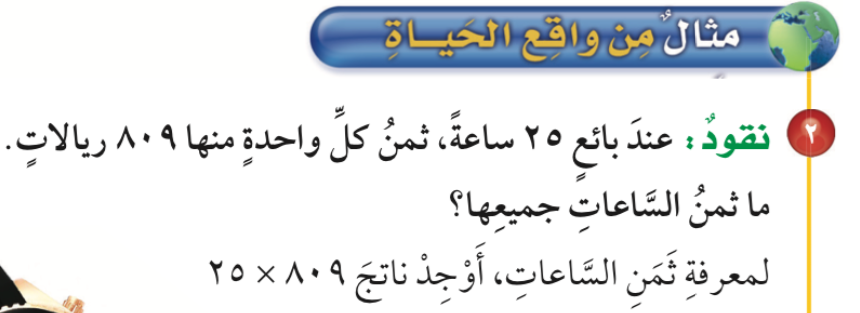 مثالٌ مِن واقِع الحَيـــاةِ
٢ نقودٌ : عندَ بائعٍ ٢٥ ساعةً، ثمنُ كلِّ واحدةٍ منها ٨٠٩ ريالاتٍ.
ما ثمنُ السَّاعاتِ جميعِها؟
لمعرفةِ ثَمَنِ السَّاعاتِ، أَوْجِدْ ناتجَ ٨٠٩ × ٢٥